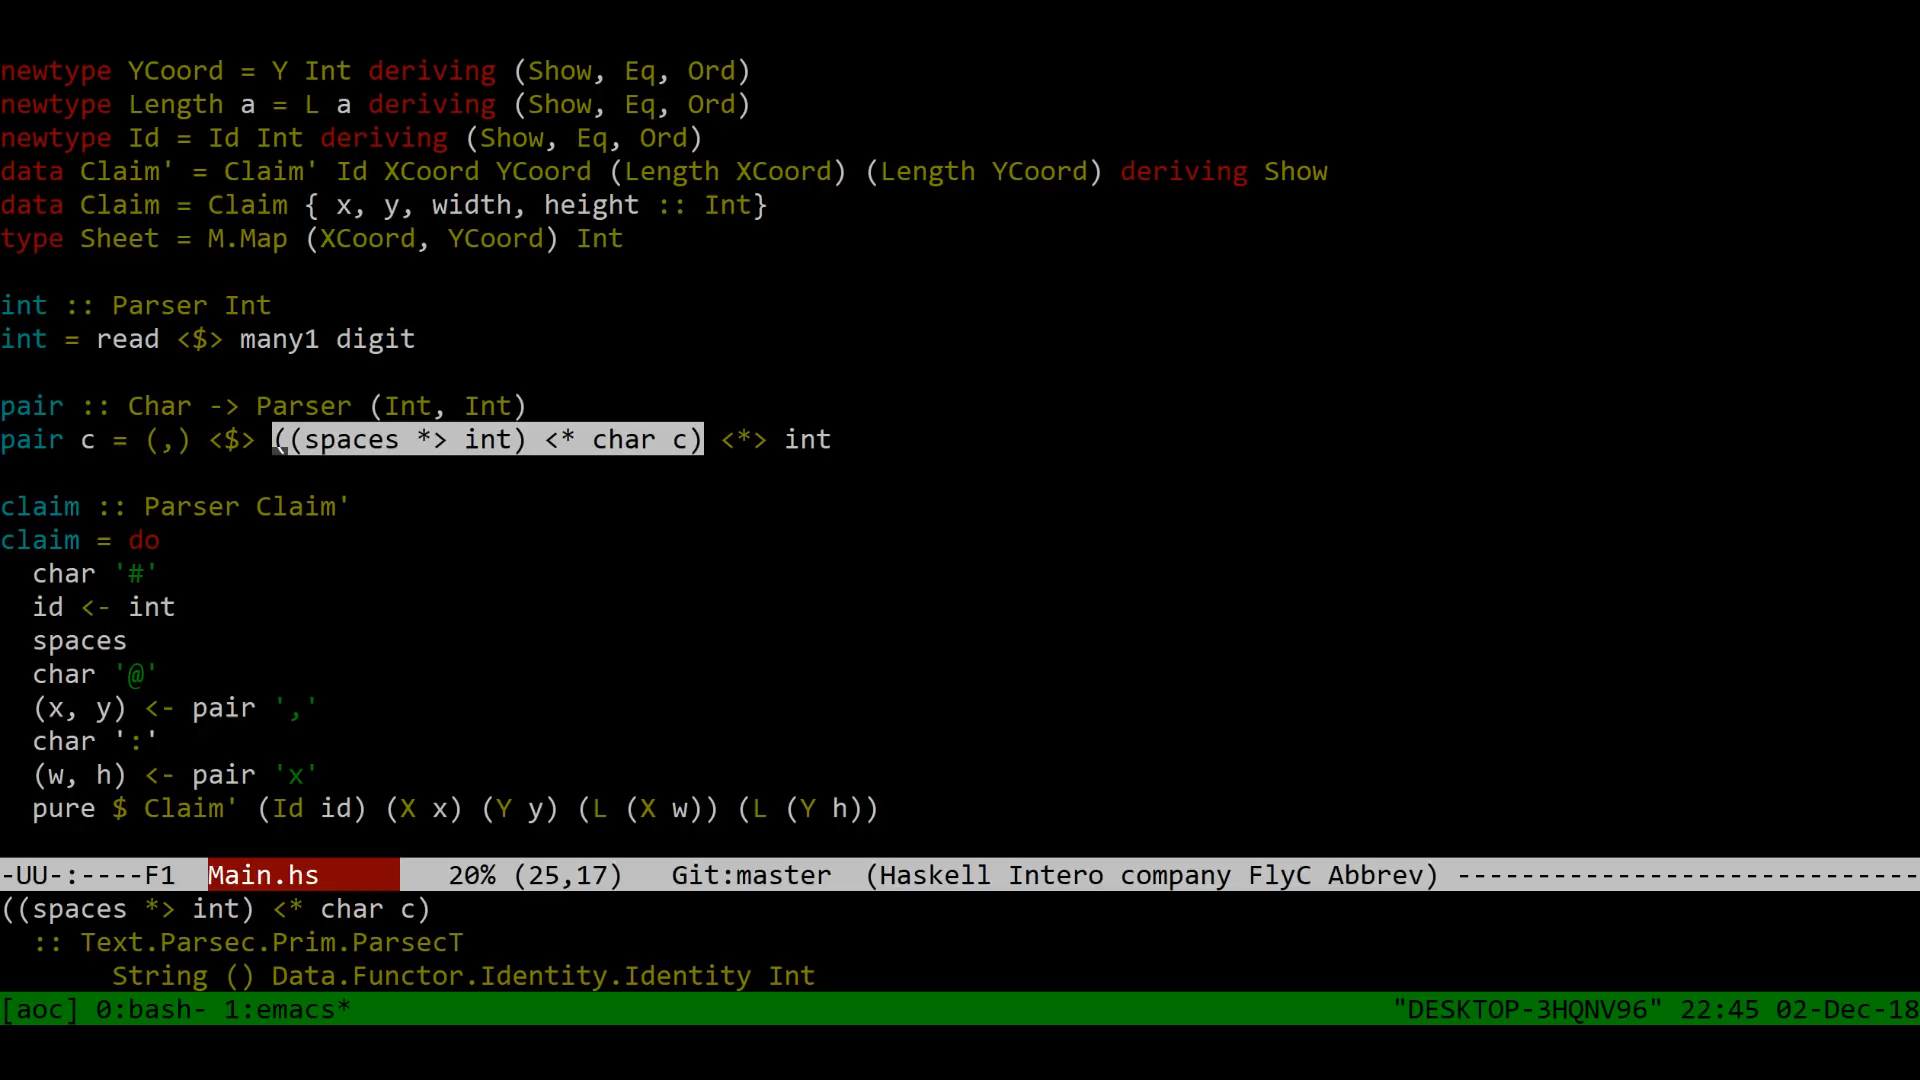 newtype YCoord = Y Int deriving (Show, Eq, Ord)
newtype Length a = L a deriving (Show, Eq, Ord)
newtype Id = Id Int deriving (Show, Eq, Ord)
data Claim' = Claim' Id XCoord YCoord (Length XCoord) (Length YCoord) deriving Show
data Claim = Claim { x, y, width, height :: Int}
type Sheet = M.Map (XCoord, YCoord) Int

int :: Parser Int
int = read <$> many1 digit

pair :: Char -> Parser (Int, Int)
pair c = (,) <$> ((spaces *> int) <* char c) <*> int

claim :: Parser Claim'
claim = do
  char '#'
  id <- int
  spaces
  char '@'
  (x, y) <- pair ','
  char ':'
  (w, h) <- pair 'x'
  pure $ Claim' (Id id) (X x) (Y y) (L (X w)) (L (Y h))

-UU-:----F1  Main.hs        20% (25,17)   Git:master  (Haskell Intero company FlyC Abbrev) -----------------------------
((spaces *> int) <* char c)
  :: Text.Parsec.Prim.ParsecT
       String () Data.Functor.Identity.Identity Int
[aoc] 0:bash- 1:emacs* "DESKTOP-3HQNV96" 22:45 02-Dec-18